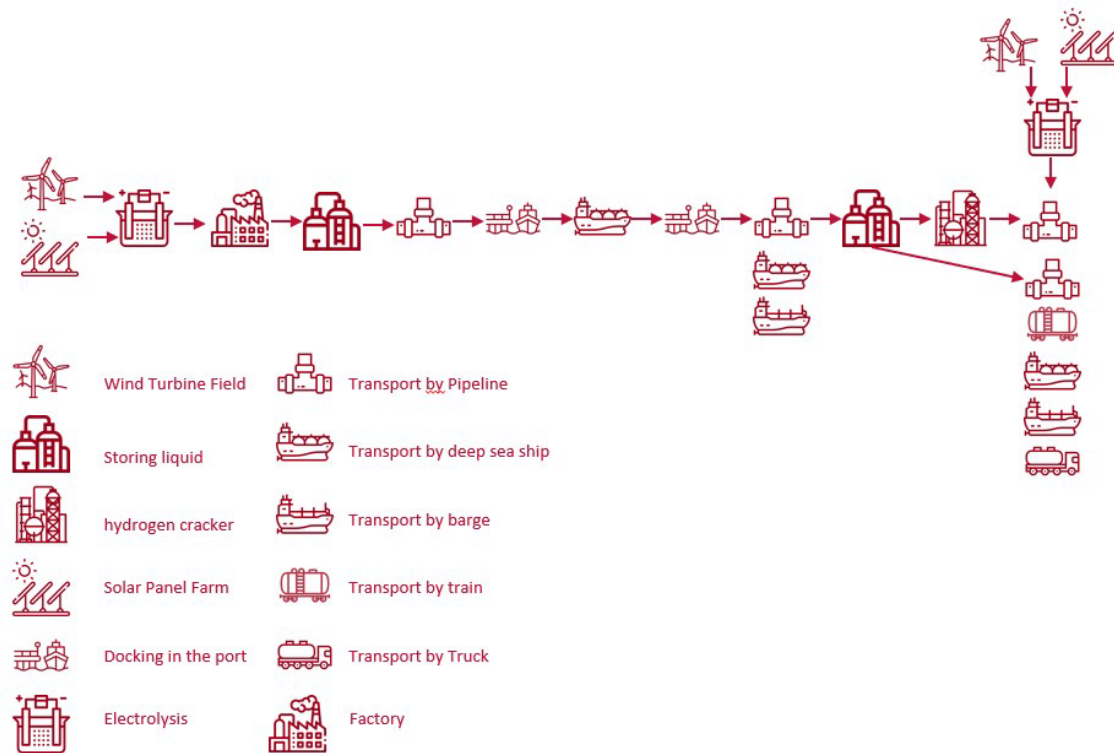 Wind Turbine Field
Transport by Pipeline
Storing liquid
Transport by deep sea ship
hydrogen cracker
Transport by barge
Solar Panel Farm
Transport by train
Docking in the port
Transport by Truck
Electrolysis
Factory